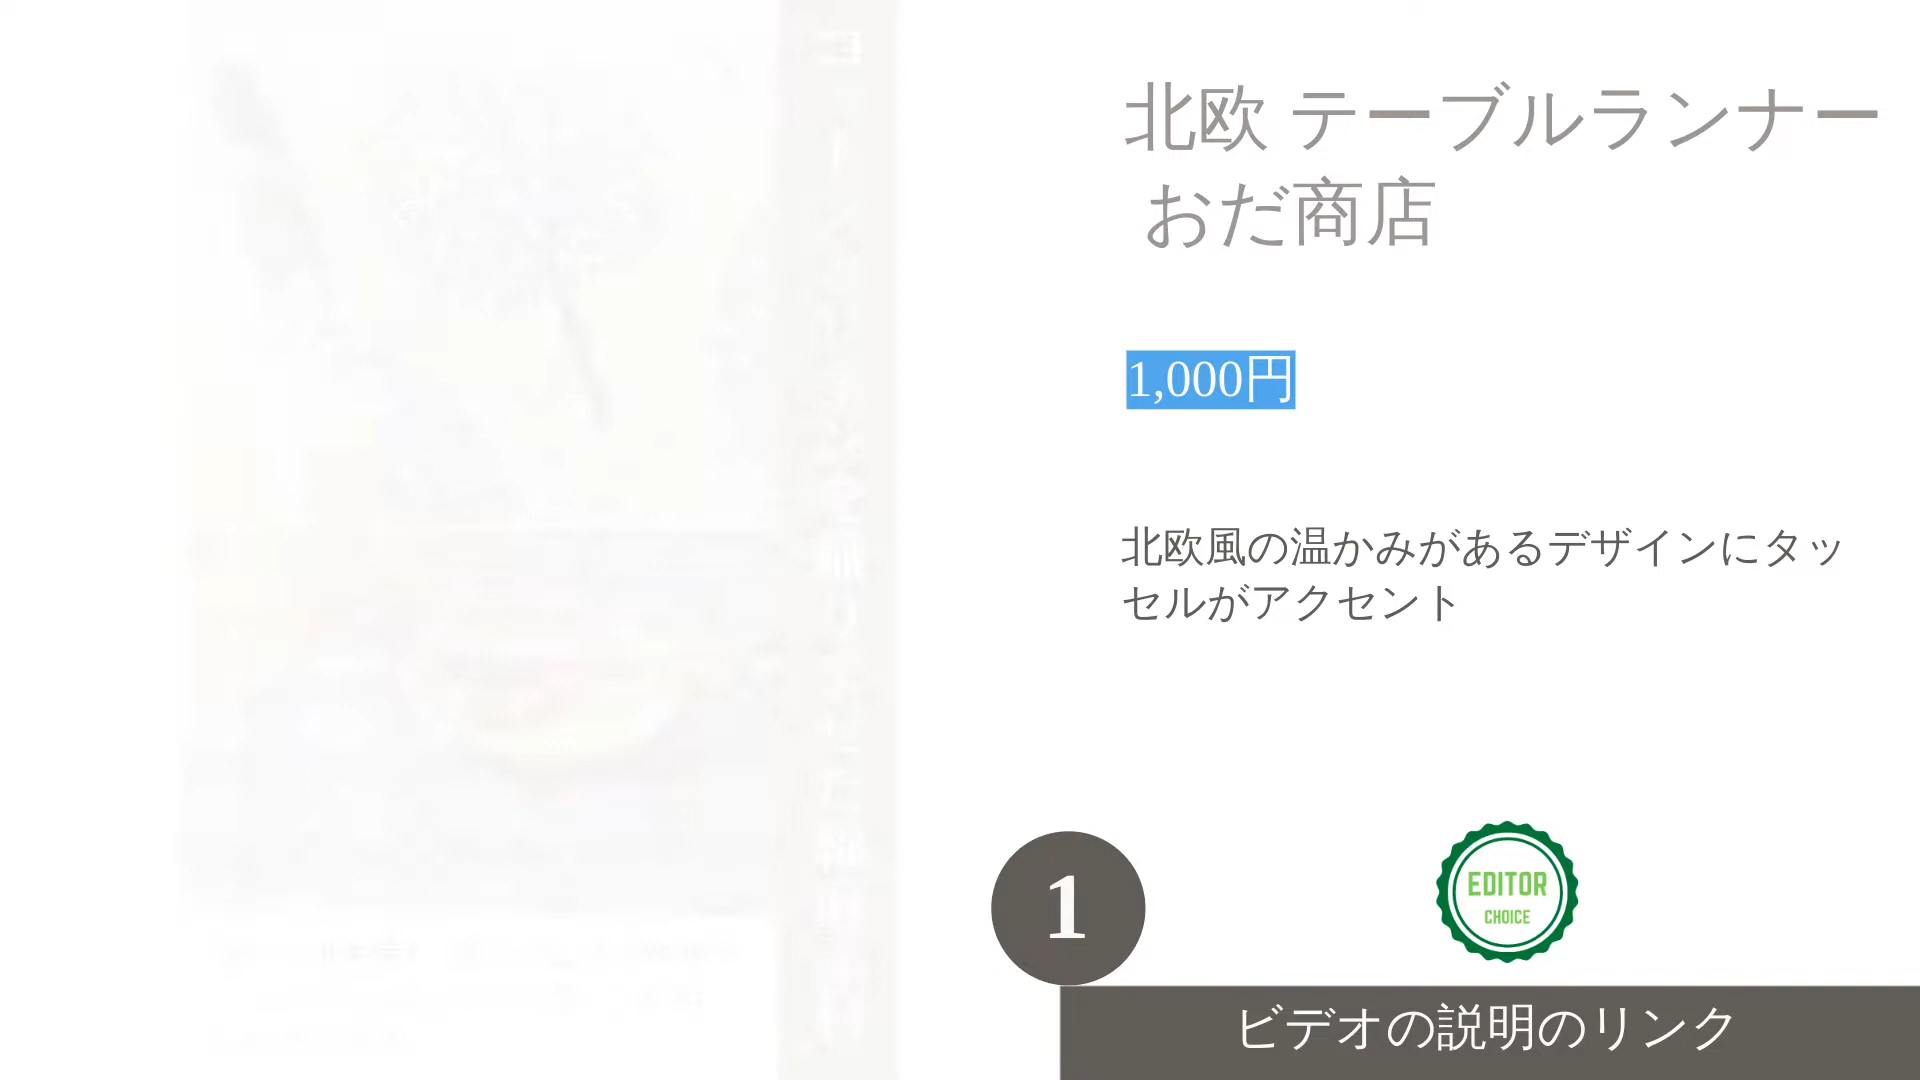 北欧 テーブルランナー
おだ商店
1,000円
北欧風の温かみがあるデザインにタッ
セルがアクセント
1
EDITOR
CHOICE
ビデオの説明のリンク